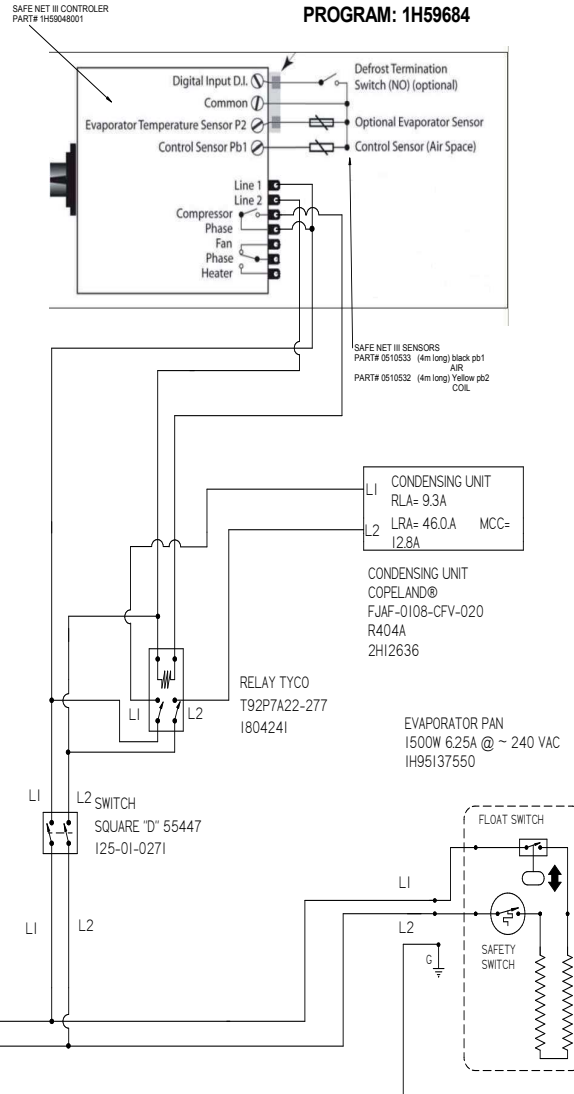 SAFE NET III CONTROLER
PART# 1H59048001
PROGRAM: 1H59684
Digital Input D.I.
Common
Evaporator Temperature Sensor P2
Control Sensor Pb1
Defrost Termination
Switch (NO) (optional)
Optional Evaporator Sensor
Control Sensor (Air Space)
Line 1
Line 2
Compressor
Phase
Fan
Phase
Heater
SAFE NET III SENSORS
PART# 0510533 (4m long) black pb1
AIR
PART# 0510532 (4m long) Yellow pb2
COIL
L1 CONDENSING UNIT
RLA= 9.3A
L2 LRA= 46.0.A MCC=
12.8A
CONDENSING UNIT
COPELAND®
FJAF-0108-CFV-020
R404A
2H12636
RELAY TYCO
T92P7A22-277
1804241
L1 L2
EVAPORATOR PAN
1500W 6.25A @ ~ 240 VAC
1H95137550
L1 L2
SWITCH
SQUARE "D" 55447
125-01-0271
FLOAT SWITCH
L1
L2
G
SAFETY
SWITCH
L1 L2